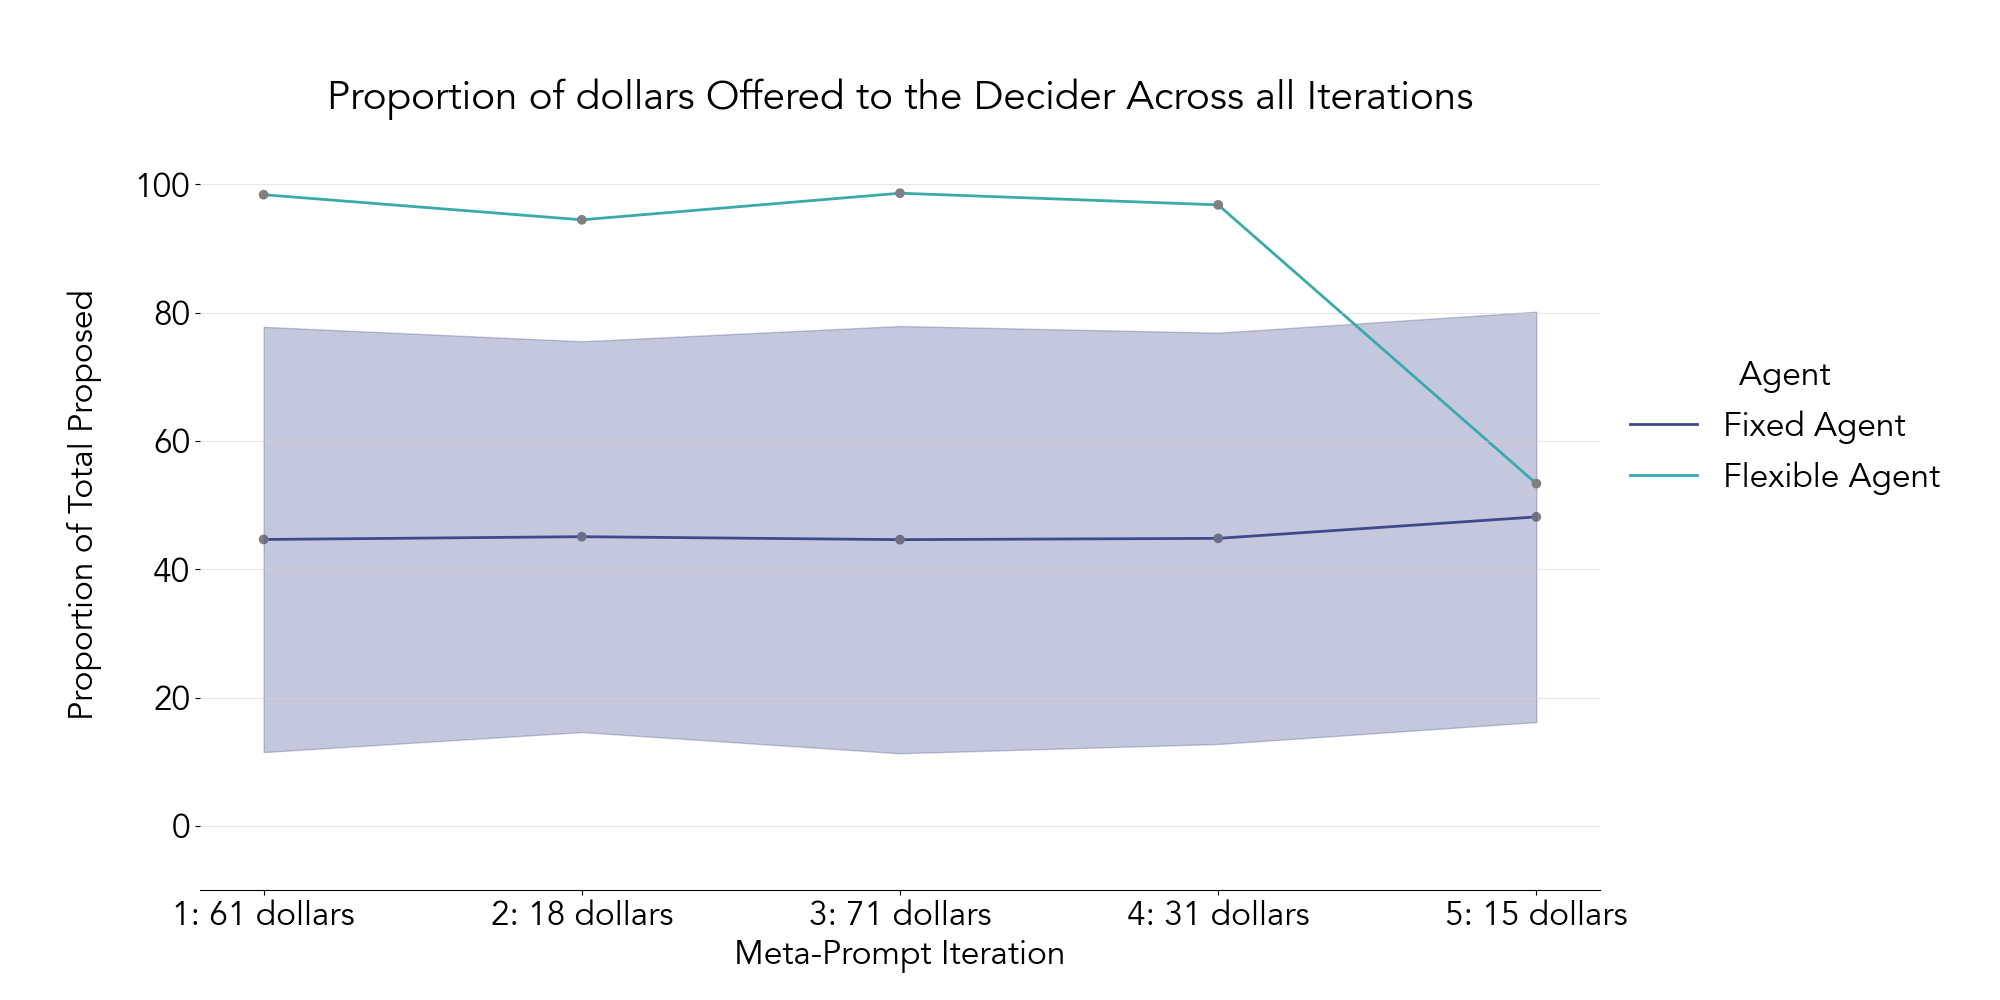 Proportion of dollars Offered to the Decider Across all Iterations
Proportion of Total Proposed
100
80
60
40
20
0
1: 61 dollars
2: 18 dollars
3: 71 dollars
4: 31 dollars
5: 15 dollars
Meta-Prompt Iteration
Agent
Fixed Agent
Flexible Agent